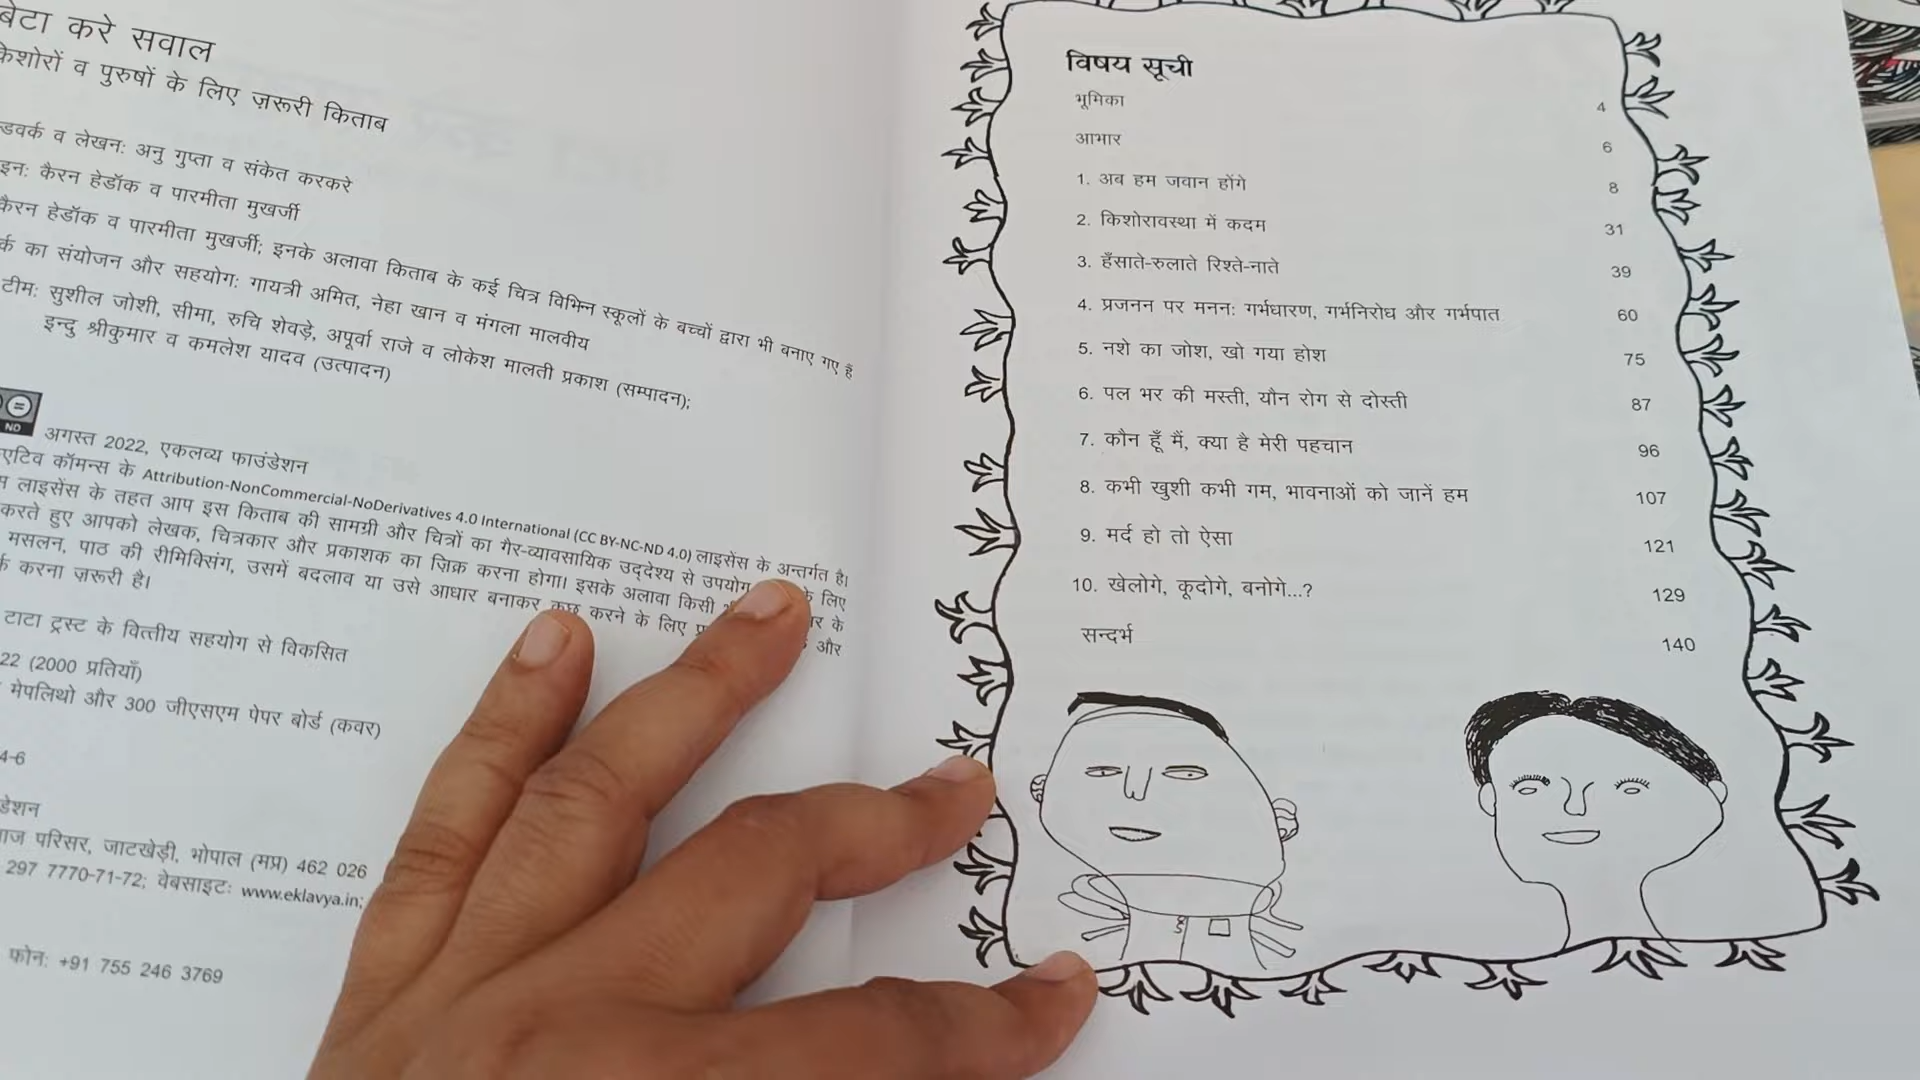 बेटा करे सवाल
किशोरों व पुरुषों के लिए ज़रूरी किताब
व लेखन: अनु गुप्ता व संकेत करकरे
कैरन हेडॉक व पारमीता मुखर्जी
कैरन हेडॉक व पारमीता मुखर्जी; इनके अलावा किताब के कई चित्र विभिन्न स्कूलों के बच्चों द्वारा भी बनाए गए हैं
का संयोजन और सहयोग: गायत्री अमित, नेहा खान व मंगला मालवीय
टीम: सुशील जोशी, सीमा, रुचि शेवड़े, अपूर्वा राजे व लोकेश मालती प्रकाश (सम्पादन);
इन्दु श्रीकुमार व कमलेश यादव (उत्पादन)
ND
अगस्त 2022, एकलव्य फाउंडेशन
कॉमन्स के Attribution-NonCommercial-NoDerivatives 4.0 International (CC BY-NC-ND 4.0) लाइसेंस के अन्तर्गत है।
लाइसेंस के तहत आप इस किताब की सामग्री और चित्रों का गैर-व्यावसायिक उद्देश्य से उपयोग के लिए
करते हुए आपको लेखक, चित्रकार और प्रकाशक का ज़िक्र करना होगा। इसके अलावा किसी के
मसलन, पाठ की रीमिक्सिंग, उसमें बदलाव या उसे आधार बनाकर कुछ करने के लिए और
करना ज़रूरी है।
टाटा ट्रस्ट के वित्तीय सहयोग से विकसित
22 (2000 प्रतियाँ)
मेपलिथो और 300 जीएसएम पेपर बोर्ड (कवर)
4-6
परिसर, जाटखेड़ी, भोपाल (मप्र) 462 026
297 7770-71-72; वेबसाइटः www.eklavya.in;
फोन: +91 755 246 3769
विषय सूची
भूमिका 4
आभार 6
1. अब हम जवान होंगे 8
2. किशोरावस्था में कदम 31
3. हँसाते-रुलाते रिश्ते-नाते 39
4. प्रजनन पर मनन: गर्भधारण, गर्भनिरोध और गर्भपात 60
5. नशे का जोश, खो गया होश 75
6. पल भर की मस्ती, यौन रोग से दोस्ती 87
7. कौन हूँ मैं, क्या है मेरी पहचान 96
8. कभी खुशी कभी गम, भावनाओं को जानें हम 107
9. मर्द हो तो ऐसा 121
10. खेलोगे, कूदोगे, बनोगे...? 129
सन्दर्भ 140